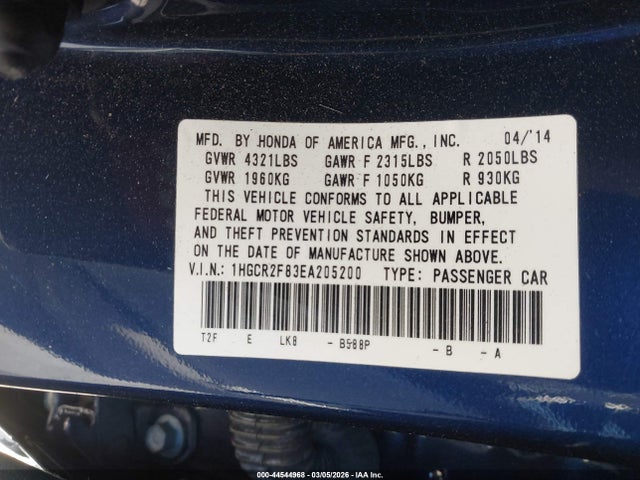 MFD. BY HONDA OF AMERICA MFG., INC. 04/'14
GVWR 4321LBS GAWR F 2315LBS R 2050LBS
GVWR 1960KG GAWR F 1050KG R 930KG
THIS VEHICLE CONFORMS TO ALL APPLICABLE
FEDERAL MOTOR VEHICLE SAFETY, BUMPER,
AND THEFT PREVENTION STANDARDS IN EFFECT
ON THE DATE OF MANUFACTURE SHOWN ABOVE.
V.I.N.: 1HGCR2F83EA205200 TYPE: PASSENGER CAR
T2F E LK8 - B588P - B - A
000-44544968 | 03/05/2026 | IAA Inc.